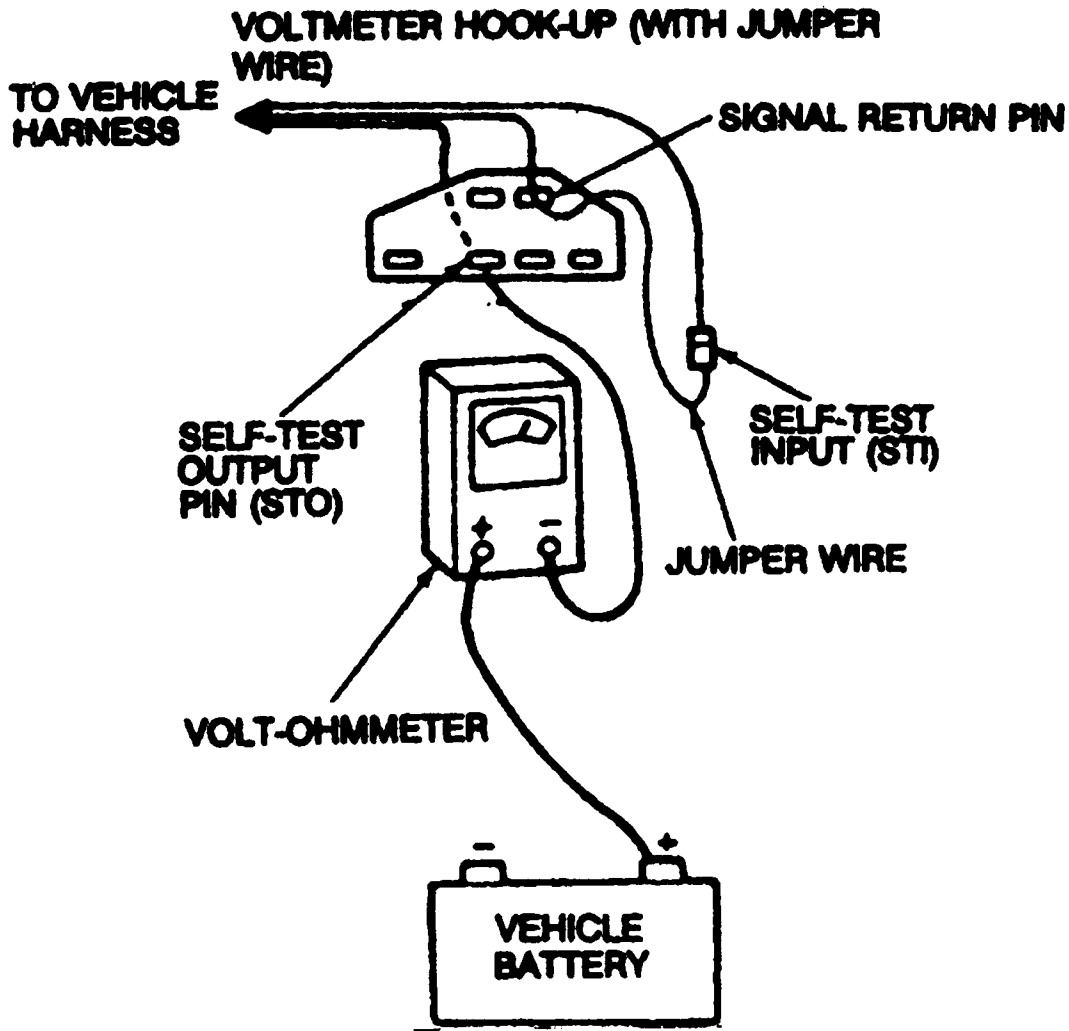 VOLTMETER HOOK-UP (WITH JUMPER
WIRE)
TO VEHICLE
HARNESS
SIGNAL RETURN PIN
SELF-TEST
OUTPUT
PIN (STO)
SELF-TEST
INPUT (STI)
JUMPER WIRE
+ -
VOLT-OHMMETER
- +
VEHICLE
BATTERY